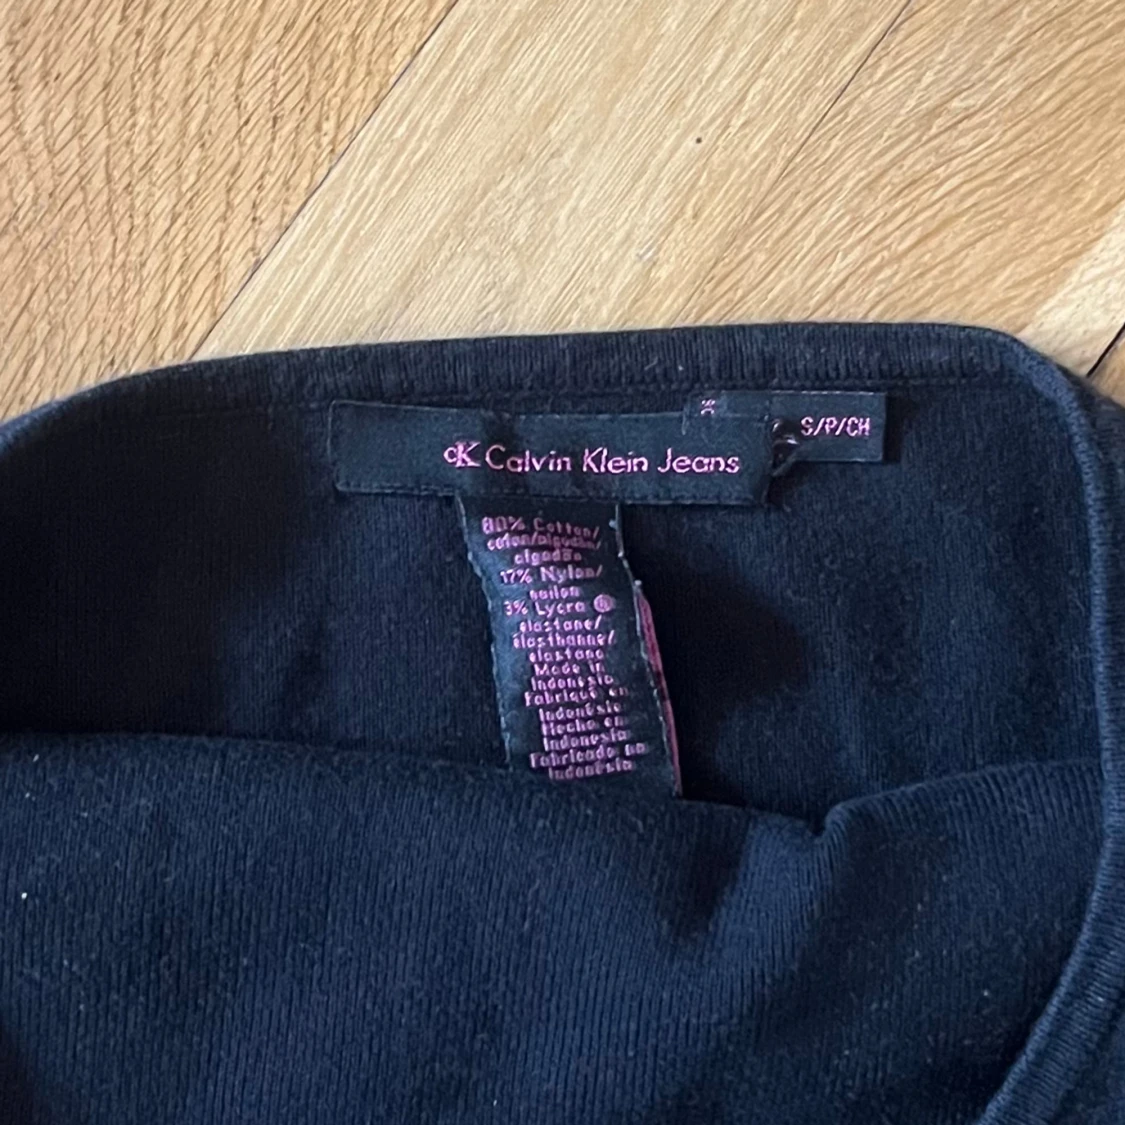 cK Calvin Klein Jeans
S/P/CH
80% Cotton/
coton/algodón/
algodão
17% Nylon/
nailon
3% Lycra ®
elastane/
elasthanne/
elastano
Made in
Indonesia
Fabriqué en
Indonésie
Hecho en
Indonesia
Fabricado na
Indonésia